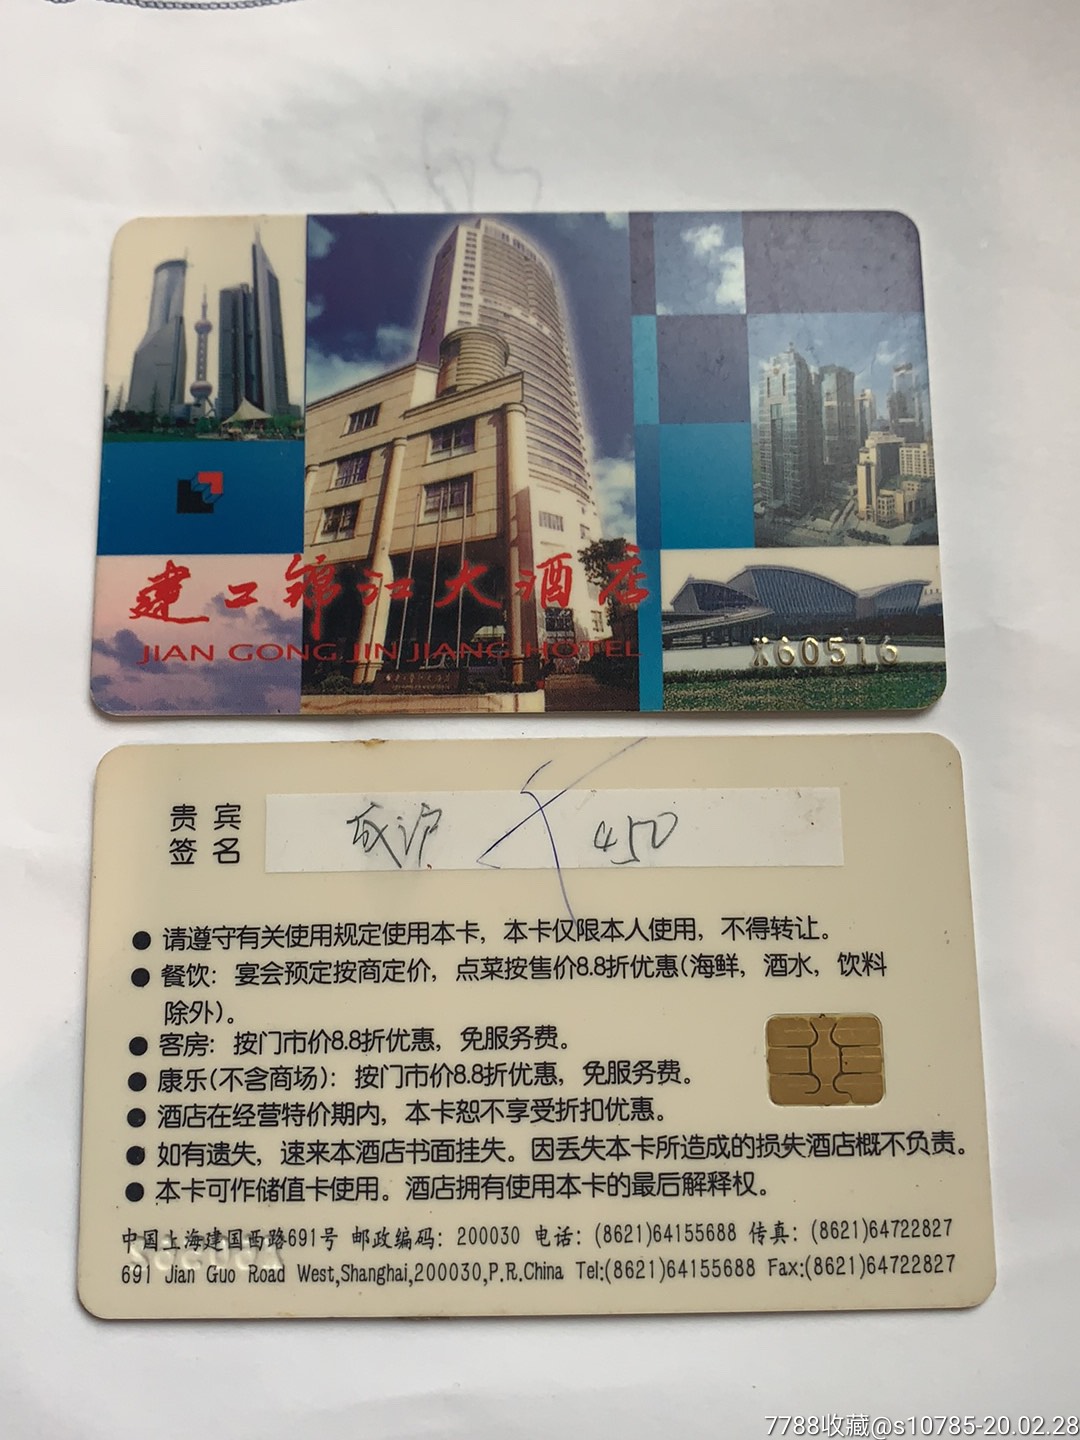 建工锦江大酒店
JIAN GONG JIN JIANG HOTEL
X60516
贵宾
签名
450
● 请遵守有关使用规定使用本卡，本卡仅限本人使用，不得转让。
● 餐饮：宴会预定按商定价，点菜按售价8.8折优惠(海鲜，酒水，饮料
除外)。
● 客房：按门市价8.8折优惠，免服务费。
● 康乐(不含商场)：按门市价8.8折优惠，免服务费。
● 酒店在经营特价期内，本卡恕不享受折扣优惠。
● 如有遗失，速来本酒店书面挂失。因丢失本卡所造成的损失酒店概不负责。
● 本卡可作储值卡使用。酒店拥有使用本卡的最后解释权。
中国上海建国西路691号 邮政编码：200030 电话：(8621)64155688 传真：(8621)64722827
691 Jian Guo Road West,Shanghai,200030,P.R.China Tel:(8621)64155688 Fax:(8621)64722827
7788收藏@s10785-20.02.28